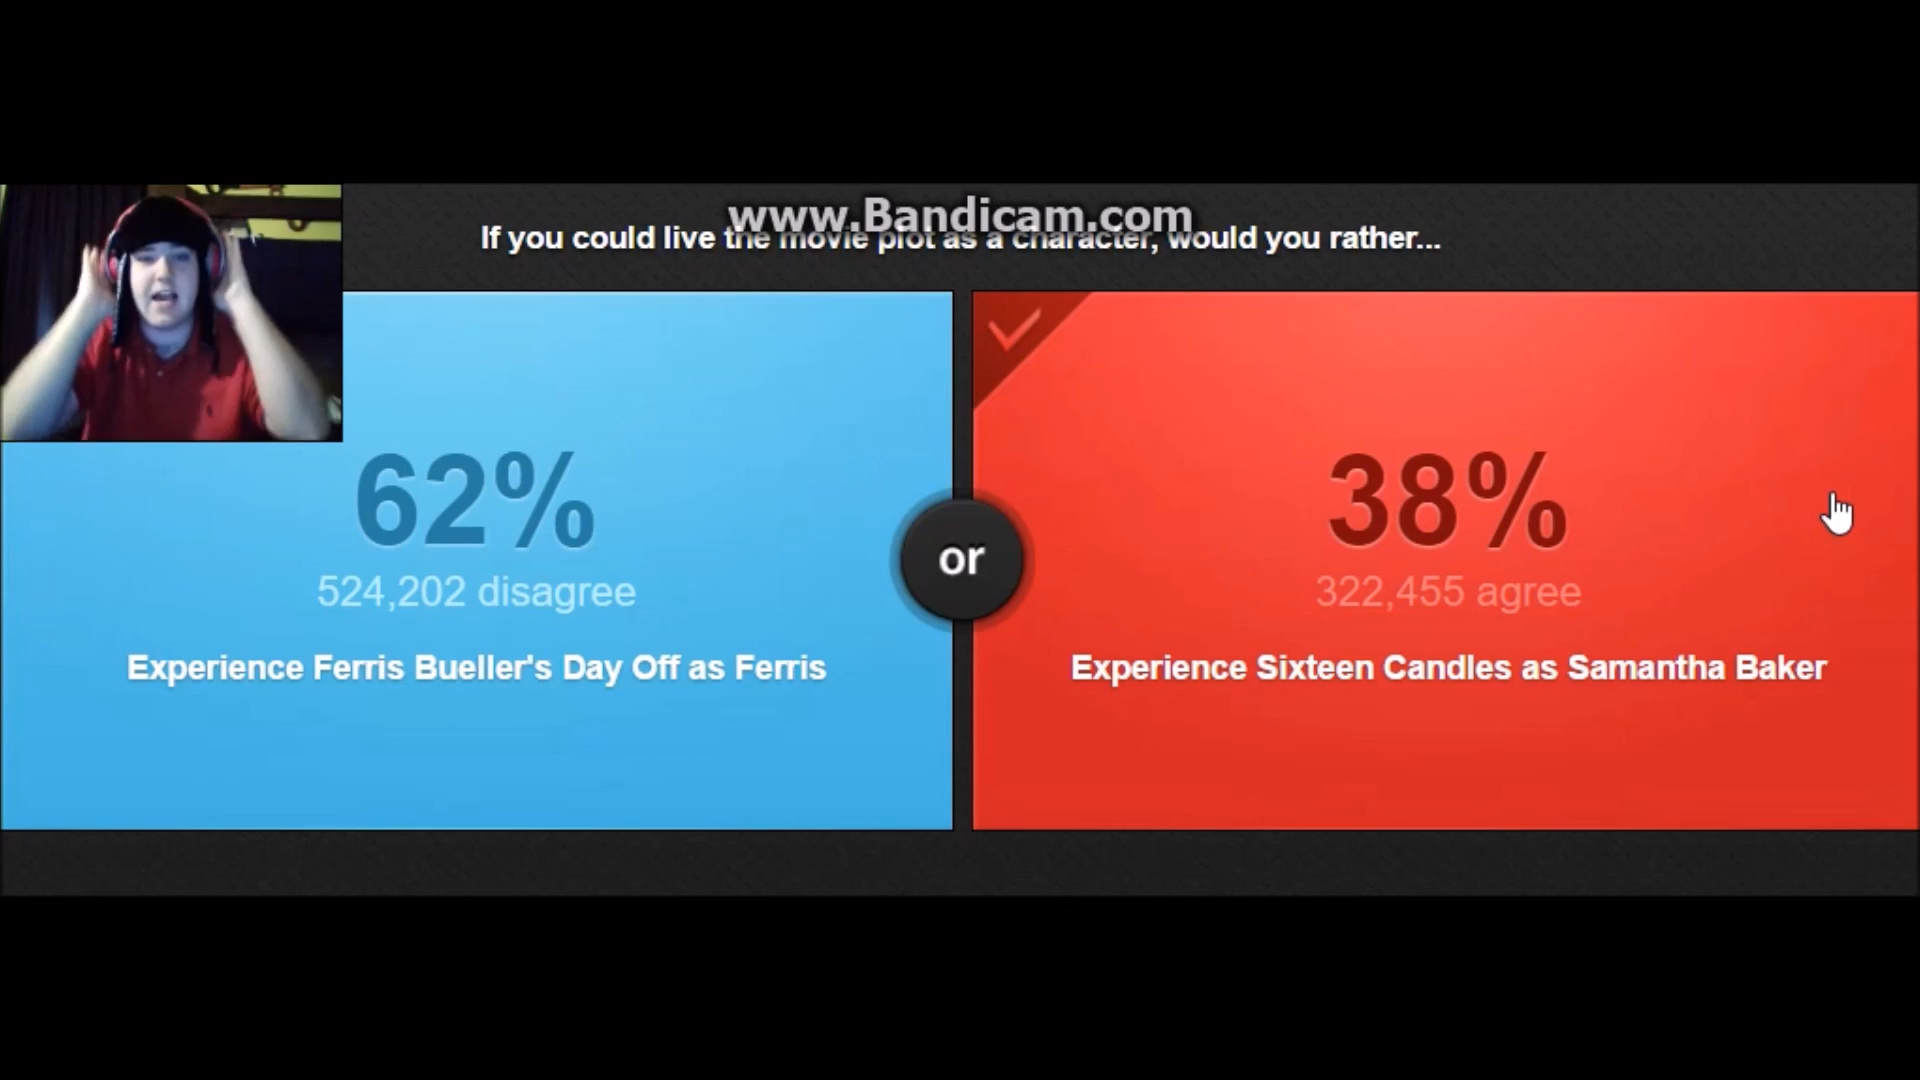 www.Bandicam.com
If you could live the movie plot as a character, would you rather...
62%
524,202 disagree
Experience Ferris Bueller's Day Off as Ferris
or
38%
322,455 agree
Experience Sixteen Candles as Samantha Baker